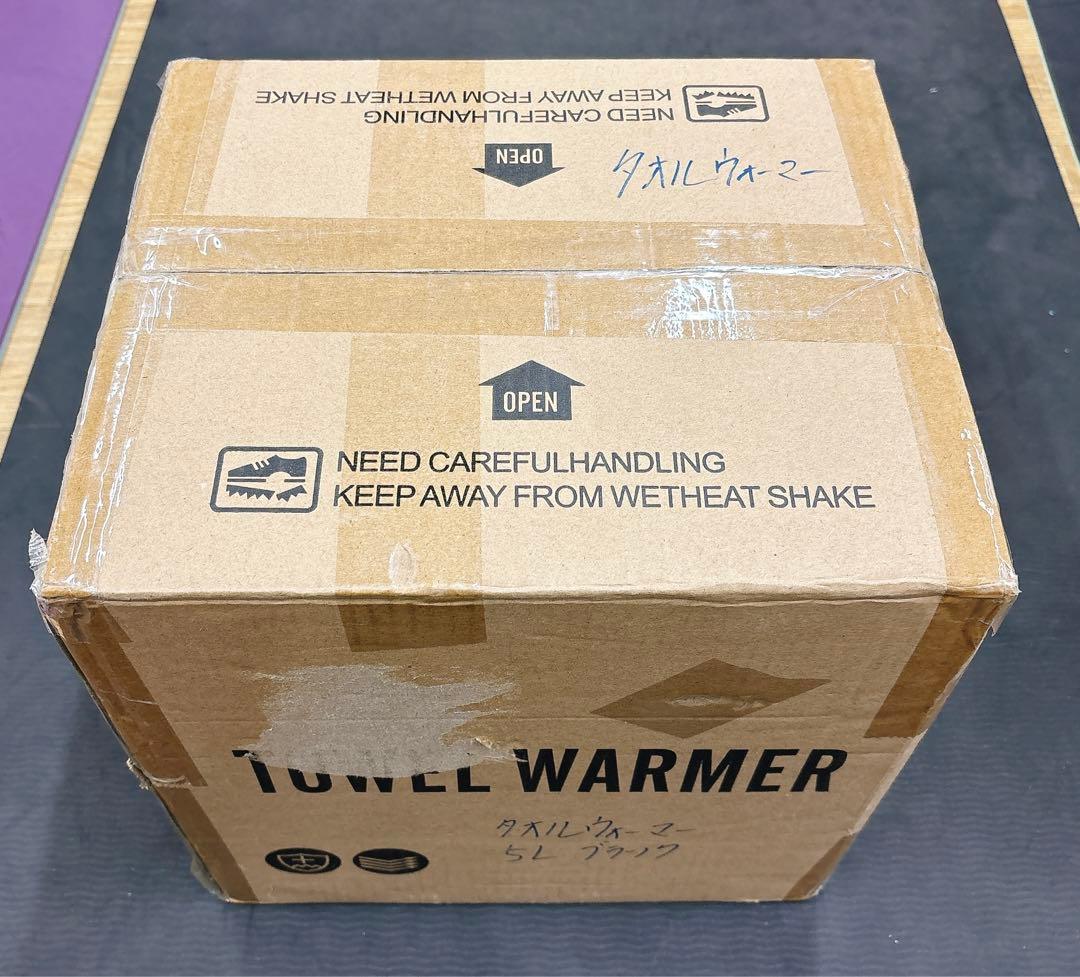 KEEP AWAY FROM WETHEAT SHAKE
NEED CAREFULHANDLING
OPEN
タオルウォーマー
OPEN
NEED CAREFULHANDLING
KEEP AWAY FROM WETHEAT SHAKE
TOWEL WARMER
タオルウォーマー
5L ブラック